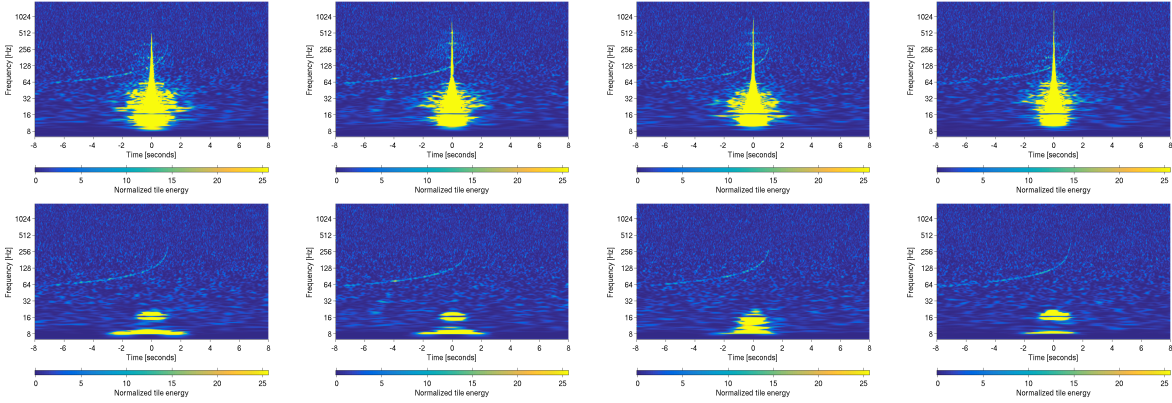 1024 1024 1024 1024
512 512 512 512
256 256 256 256
128 128 128 128
64 64 64 64
32 32 32 32
16 16 16 16
8 8 8 8
Frequency [Hz] Frequency [Hz] Frequency [Hz] Frequency [Hz]
-8 -6 -4 -2 0 2 4 6 8 -8 -6 -4 -2 0 2 4 6 8 -8 -6 -4 -2 0 2 4 6 8 -8 -6 -4 -2 0 2 4 6 8
Time [seconds] Time [seconds] Time [seconds] Time [seconds]
0 5 10 15 20 25 0 5 10 15 20 25 0 5 10 15 20 25 0 5 10 15 20 25
Normalized tile energy Normalized tile energy Normalized tile energy Normalized tile energy
1024 1024 1024 1024
512 512 512 512
256 256 256 256
128 128 128 128
64 64 64 64
32 32 32 32
16 16 16 16
8 8 8 8
Frequency [Hz] Frequency [Hz] Frequency [Hz] Frequency [Hz]
-8 -6 -4 -2 0 2 4 6 8 -8 -6 -4 -2 0 2 4 6 8 -8 -6 -4 -2 0 2 4 6 8 -8 -6 -4 -2 0 2 4 6 8
Time [seconds] Time [seconds] Time [seconds] Time [seconds]
0 5 10 15 20 25 0 5 10 15 20 25 0 5 10 15 20 25 0 5 10 15 20 25
Normalized tile energy Normalized tile energy Normalized tile energy Normalized tile energy